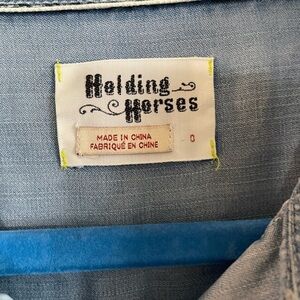 Holding
Horses
MADE IN CHINA
FABRIQUÉ EN CHINE
0